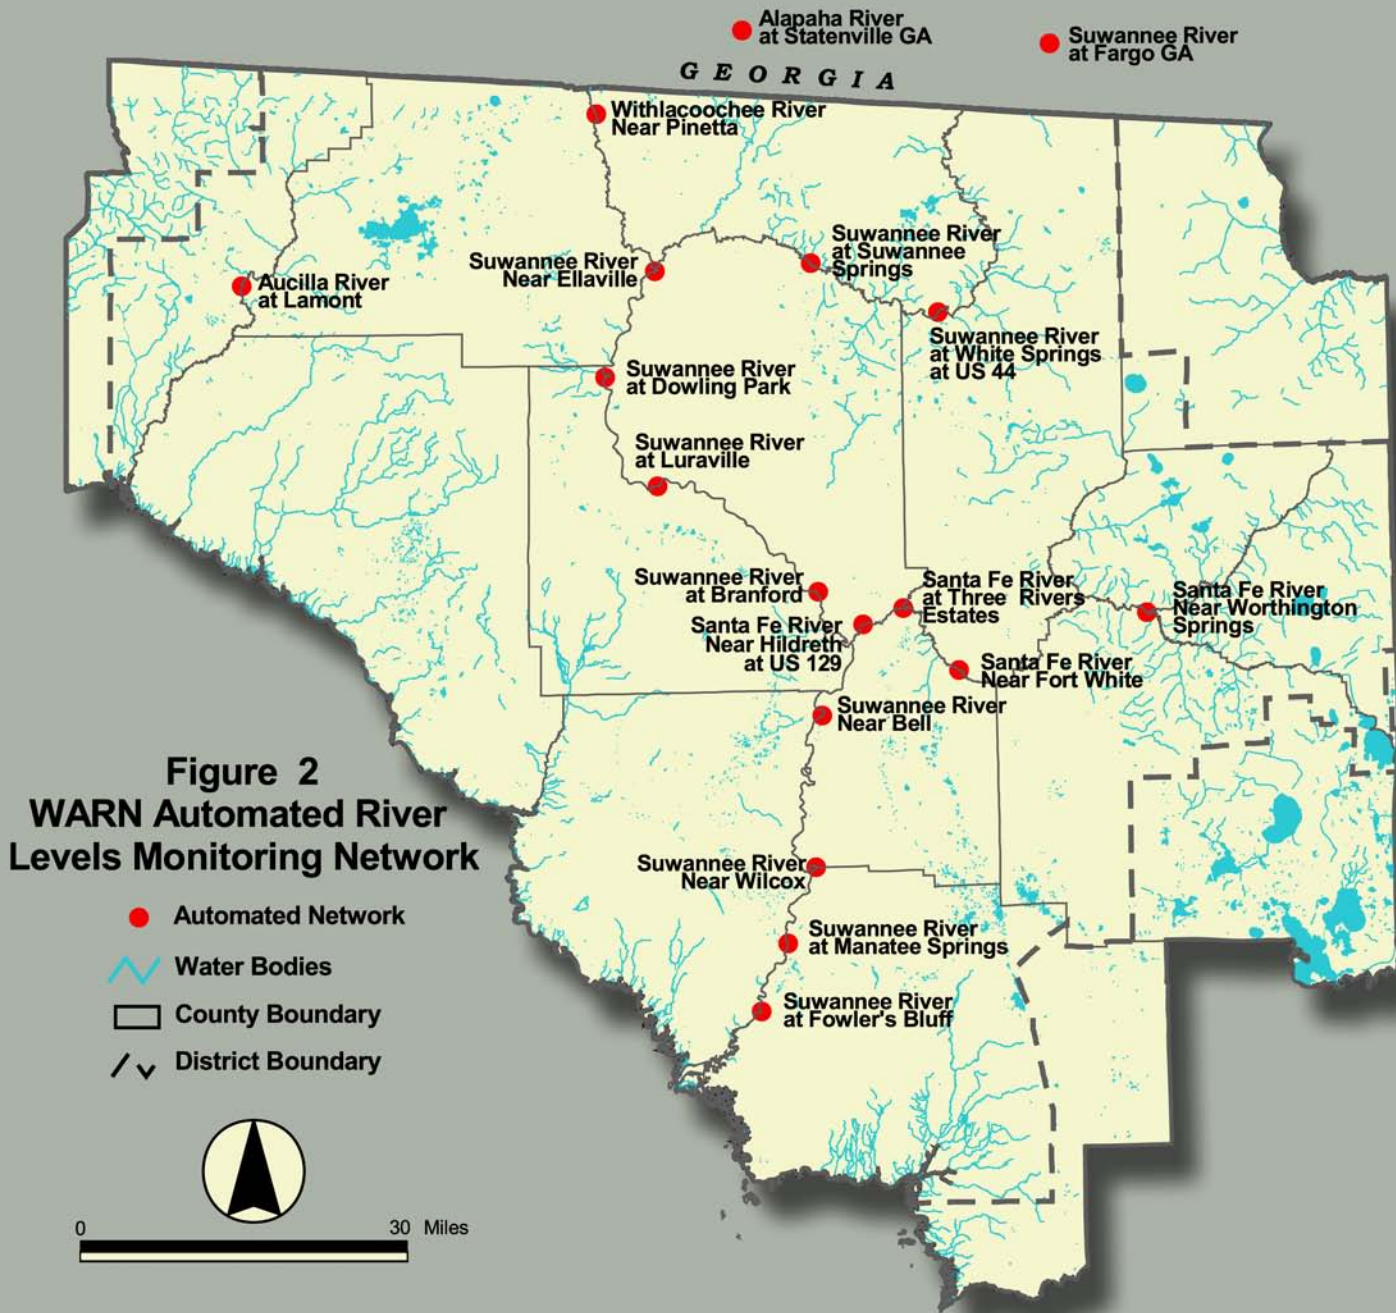 Alapaha River
at Statenville GA
Suwannee River
at Fargo GA
GEORGIA
Withlacoochee River
Near Pinetta
Suwannee River
at Suwannee
Springs
Suwannee River
Near Ellaville
Aucilla River
at Lamont
Suwannee River
at White Springs
at US 44
Suwannee River
at Dowling Park
Suwannee River
at Luraville
Suwannee River
at Branford
Santa Fe River
at Three Rivers
Estates
Santa Fe River
Near Worthington
Springs
Santa Fe River
Near Hildreth
at US 129
Santa Fe River
Near Fort White
Suwannee River
Near Bell
Figure 2
WARN Automated River
Levels Monitoring Network
Suwannee River
Near Wilcox
Automated Network
Suwannee River
at Manatee Springs
Water Bodies
Suwannee River
at Fowler's Bluff
County Boundary
District Boundary
0 30 Miles